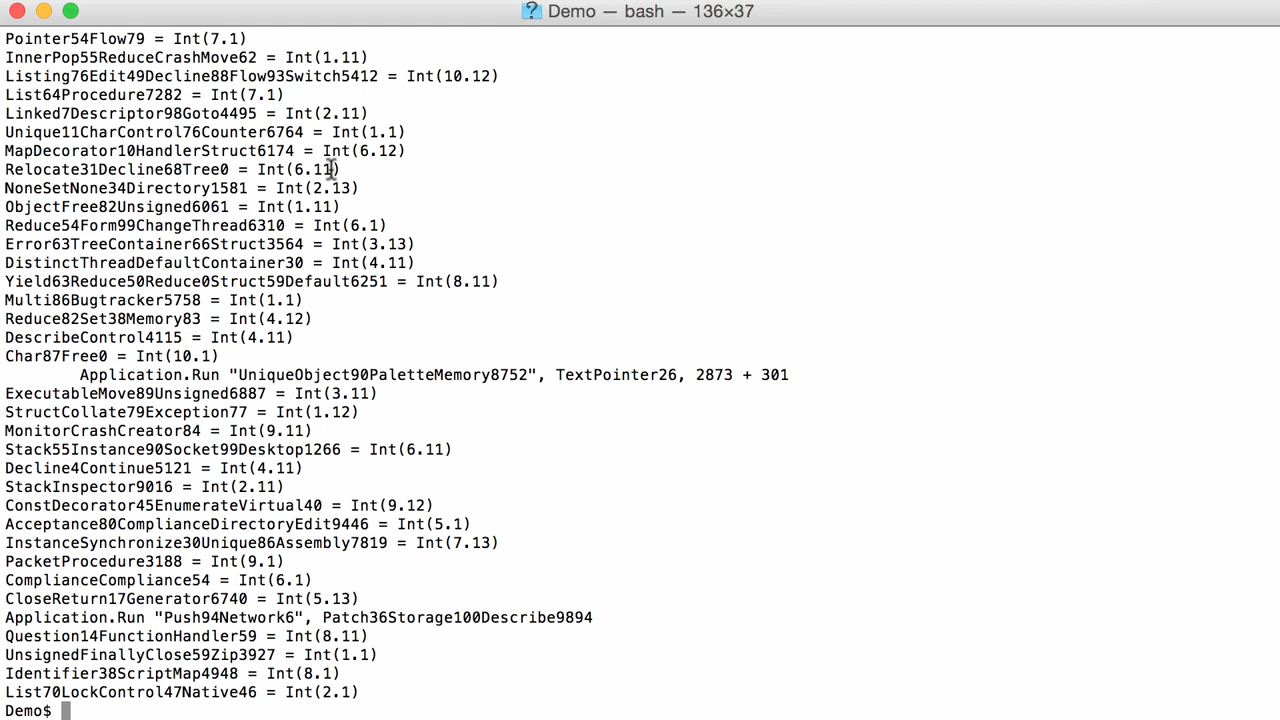 Demo — bash — 136×37
Pointer54Flow79 = Int(7.1)
InnerPop55ReduceCrashMove62 = Int(1.11)
Listing76Edit49Decline88Flow93Switch5412 = Int(10.12)
List64Procedure7282 = Int(7.1)
Linked7Descriptor98Goto4495 = Int(2.11)
Unique11CharControl76Counter6764 = Int(1.1)
MapDecorator10HandlerStruct6174 = Int(6.12)
Relocate31Decline68Tree0 = Int(6.11)
NoneSetNone34Directory1581 = Int(2.13)
ObjectFree82Unsigned6061 = Int(1.11)
Reduce54Form99ChangeThread6310 = Int(6.1)
Error63TreeContainer66Struct3564 = Int(3.13)
DistinctThreadDefaultContainer30 = Int(4.11)
Yield63Reduce50Reduce0Struct59Default6251 = Int(8.11)
Multi86Bugtracker5758 = Int(1.1)
Reduce82Set38Memory83 = Int(4.12)
DescribeControl4115 = Int(4.11)
Char87Free0 = Int(10.1)
Application.Run "UniqueObject90PaletteMemory8752", TextPointer26, 2873 + 301
ExecutableMove89Unsigned6887 = Int(3.11)
StructCollate79Exception77 = Int(1.12)
MonitorCrashCreator84 = Int(9.11)
Stack55Instance90Socket99Desktop1266 = Int(6.11)
Decline4Continue5121 = Int(4.11)
StackInspector9016 = Int(2.11)
ConstDecorator45EnumerateVirtual40 = Int(9.12)
Acceptance80ComplianceDirectoryEdit9446 = Int(5.1)
InstanceSynchronize30Unique86Assembly7819 = Int(7.13)
PacketProcedure3188 = Int(9.1)
ComplianceCompliance54 = Int(6.1)
CloseReturn17Generator6740 = Int(5.13)
Application.Run "Push94Network6", Patch36Storage100Describe9894
Question14FunctionHandler59 = Int(8.11)
UnsignedFinallyClose59Zip3927 = Int(1.1)
Identifier38ScriptMap4948 = Int(8.1)
List70LockControl47Native46 = Int(2.1)
Demo$